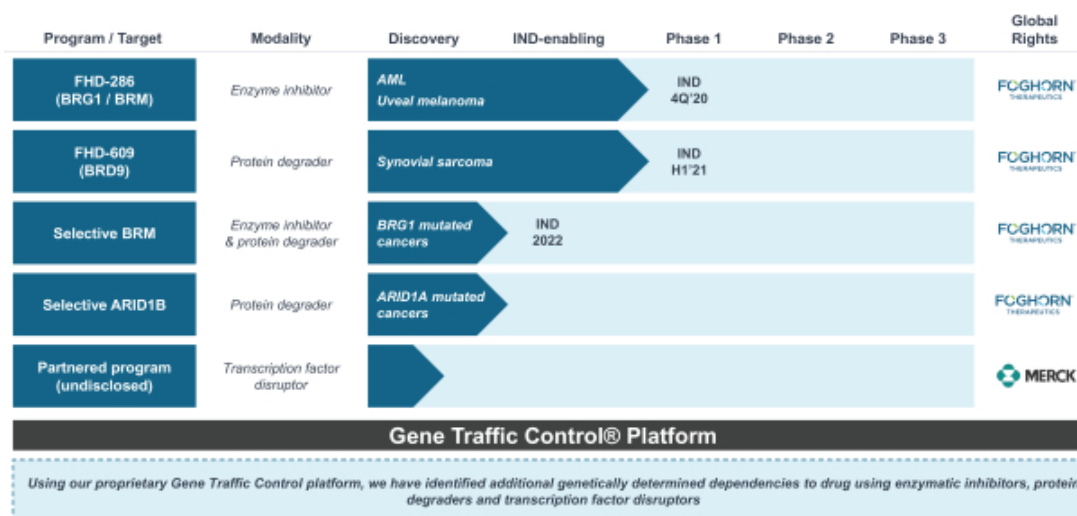 Program / Target Modality Discovery IND-enabling Phase 1 Phase 2 Phase 3 Global
Rights
FHD-286
(BRG1 / BRM)
Enzyme inhibitor
AML
Uveal melanoma
IND
4Q'20
FOGHORN
THERAPEUTICS
FHD-609
(BRD9)
Protein degrader
Synovial sarcoma
IND
H1'21
FOGHORN
THERAPEUTICS
Selective BRM
Enzyme inhibitor
& protein degrader
BRG1 mutated
cancers
IND
2022
FOGHORN
THERAPEUTICS
Selective ARID1B
Protein degrader
ARID1A mutated
cancers
FOGHORN
THERAPEUTICS
Partnered program
(undisclosed)
Transcription factor
disruptor
MERCK
Gene Traffic Control® Platform
Using our proprietary Gene Traffic Control platform, we have identified additional genetically determined dependencies to drug using enzymatic inhibitors, protein
degraders and transcription factor disruptors